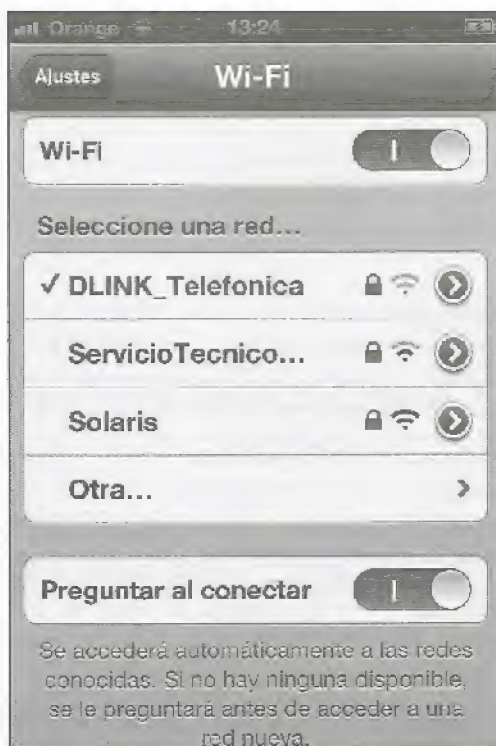 Orange 13:24
Ajustes Wi-Fi
Wi-Fi
Seleccione una red...
✓ DLINK_Telefonica
ServicioTecnico...
Solaris
Otra...
Preguntar al conectar
Se accederá automáticamente a las redes
conocidas. Si no hay ninguna disponible,
se le preguntará antes de acceder a una
red nueva.